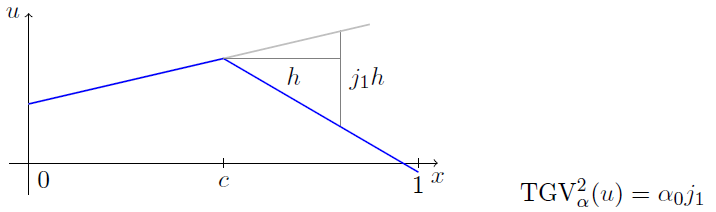 u
h
j₁h
0
c
1
x
TGV²_α(u) = α₀j₁